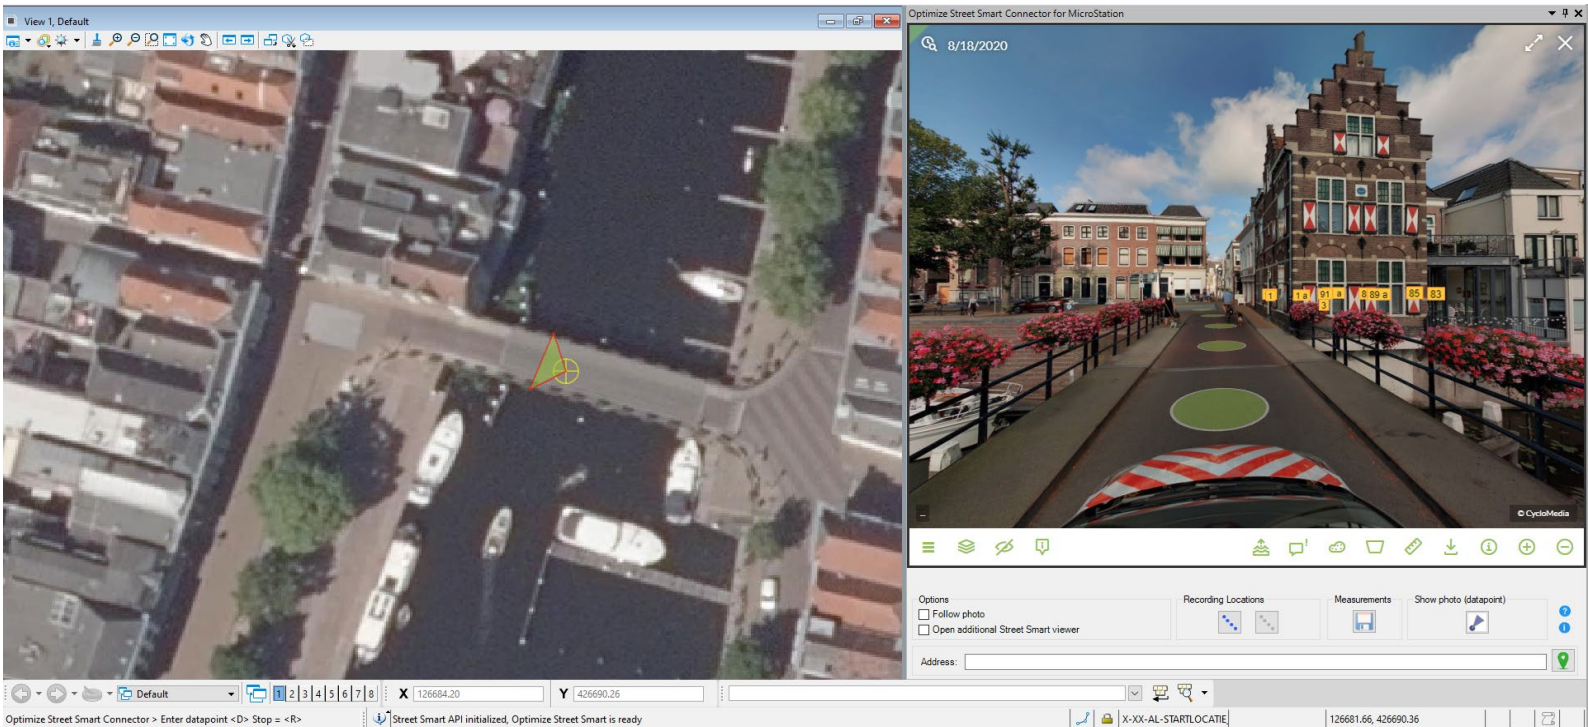 View 1, Default
Optimize Street Smart Connector for MicroStation
8/18/2020
1
1 a
91 a
8 89 a
85
83
3
© CycloMedia
Options
Follow photo
Open additional Street Smart viewer
Recording Locations
Measurements
Show photo (datapoint)
Address:
Default
1 2 3 4 5 6 7 8
X 126684.20
Y 426690.26
Optimize Street Smart Connector > Enter datapoint <D> Stop = <R>
Street Smart API initialized, Optimize Street Smart is ready
X-XX-AL-STARTLOCATIE
126681.66, 426690.36